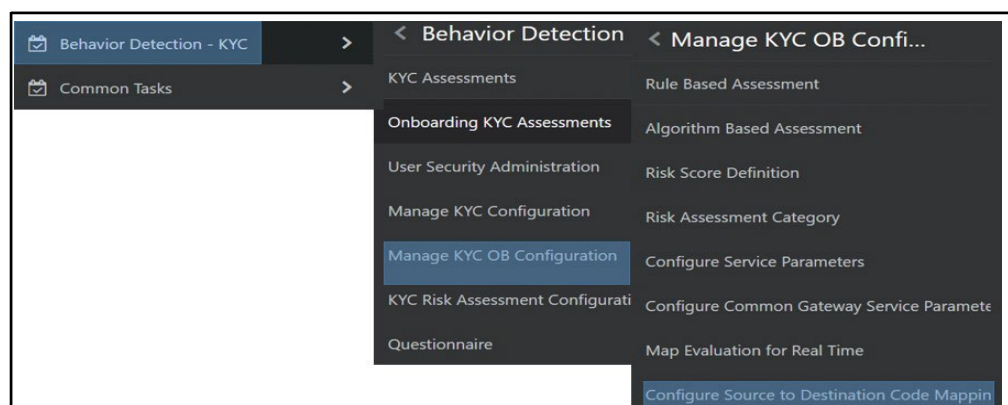 Behavior Detection - KYC >
Common Tasks >
< Behavior Detection
KYC Assessments
Onboarding KYC Assessments
User Security Administration
Manage KYC Configuration
Manage KYC OB Configuration
KYC Risk Assessment Configurati
Questionnaire
< Manage KYC OB Confi...
Rule Based Assessment
Algorithm Based Assessment
Risk Score Definition
Risk Assessment Category
Configure Service Parameters
Configure Common Gateway Service Paramete
Map Evaluation for Real Time
Configure Source to Destination Code Mappin